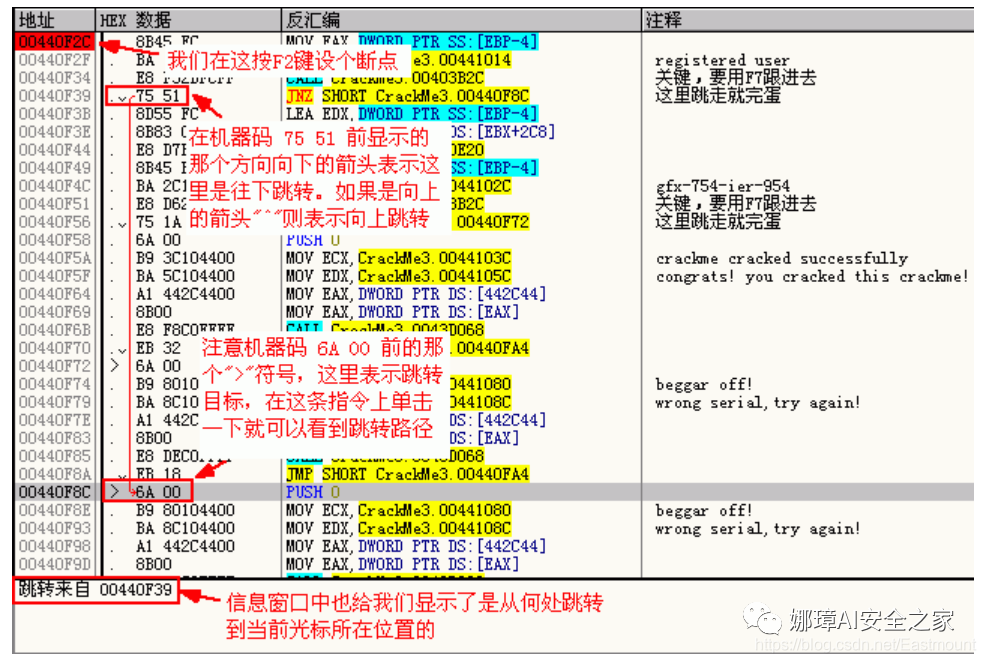 地址 HEX 数据 反汇编 注释
00440F2C 8B45 FC MOV EAX,DWORD PTR SS:[EBP-4]
00440F2F . BA 我们在这按F2键设个断点 e3.00441014 registered user
00440F34 . E8 CrackMe3.00403B2C 关键，要用F7跟进去
00440F39 .⌄ 75 51 JNZ SHORT CrackMe3.00440F8C 这里跳走就完蛋
00440F3B . 8D55 FC LEA EDX,DWORD PTR SS:[EBP-4]
00440F3E . 8B83 DS:[EBX+2C8]
00440F44 . E8 D7
00440F49 . 8B45 SS:[EBP-4]
00440F4C . BA 2C1 44102C gfx-754-ier-954
00440F51 . E8 D62 3B2C 关键，要用F7跟进去
00440F56 .⌄ 75 1A 00440F72 这里跳走就完蛋
在机器码 75 51 前显示的
那个方向向下的箭头表示这
里是往下跳转。如果是向上
的箭头"^"则表示向上跳转
00440F58 . 6A 00 PUSH 0
00440F5A . B9 3C104400 MOV ECX,CrackMe3.0044103C crackme cracked successfully
00440F5F . BA 5C104400 MOV EDX,CrackMe3.0044105C congrats! you cracked this crackme!
00440F64 . A1 442C4400 MOV EAX,DWORD PTR DS:[442C44]
00440F69 . 8B00 MOV EAX,DWORD PTR DS:[EAX]
00440F6B . E8 F8C0FFFF CALL CrackMe3.0043D068
00440F70 .⌄ EB 32 .00440FA4
00440F72 > 6A 00
00440F74 . B9 8010 441080 beggar off!
00440F79 . BA 8C10 44108C wrong serial,try again!
00440F7E . A1 442C DS:[442C44]
00440F83 . 8B00 DS:[EAX]
00440F85 . E8 DEC0 D068
注意机器码 6A 00 前的那
个">"符号，这里表示跳转
目标，在这条指令上单击
一下就可以看到跳转路径
00440F8A .⌄ EB 18 JMP SHORT CrackMe3.00440FA4
00440F8C > 6A 00 PUSH 0
00440F8E . B9 80104400 MOV ECX,CrackMe3.00441080 beggar off!
00440F93 . BA 8C104400 MOV EDX,CrackMe3.0044108C wrong serial,try again!
00440F98 . A1 442C4400 MOV EAX,DWORD PTR DS:[442C44]
00440F9D . 8B00 MOV EAX,DWORD PTR DS:[EAX]
跳转来自 00440F39
信息窗口中也给我们显示了是从何处跳转
到当前光标所在位置的
娜璋AI安全之家
https://blog.csdn.net/Eastmount